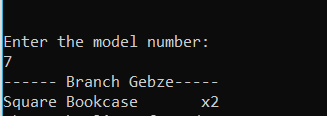 Enter the model number:
7
------ Branch Gebze-----
Square Bookcase x2